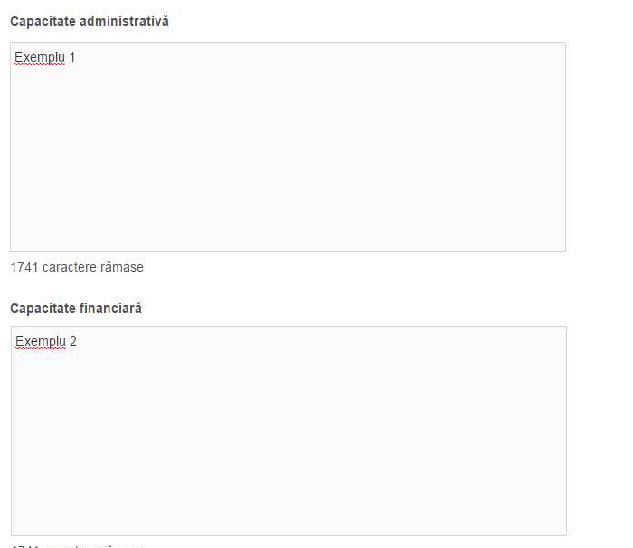 Capacitate administrativă
Exemplu 1
1741 caractere rămase
Capacitate financiară
Exemplu 2